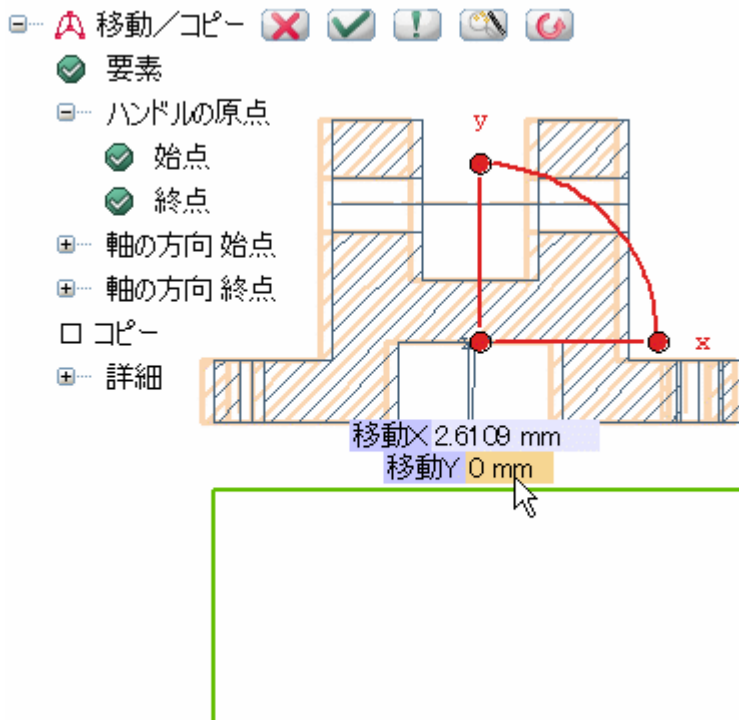 移動/コピー
要素
ハンドルの原点
始点
終点
軸の方向 始点
軸の方向 終点
コピー
詳細
y
x
移動X 2.6109 mm
移動Y 0 mm